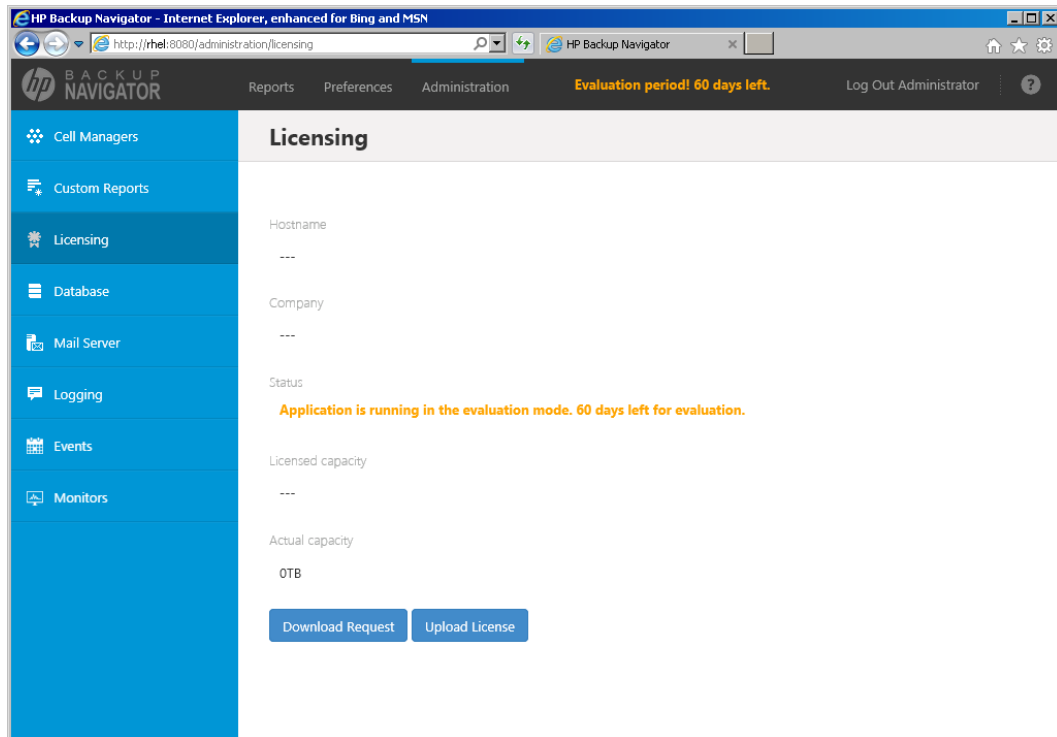 HP Backup Navigator - Internet Explorer, enhanced for Bing and MSN
http://rhel:8080/administration/licensing
HP Backup Navigator
hp BACKUP NAVIGATOR
Reports Preferences Administration Evaluation period! 60 days left. Log Out Administrator ?
Cell Managers
Custom Reports
Licensing
Database
Mail Server
Logging
Events
Monitors
Licensing
Hostname
---
Company
---
Status
Application is running in the evaluation mode. 60 days left for evaluation.
Licensed capacity
---
Actual capacity
0TB
Download Request Upload License